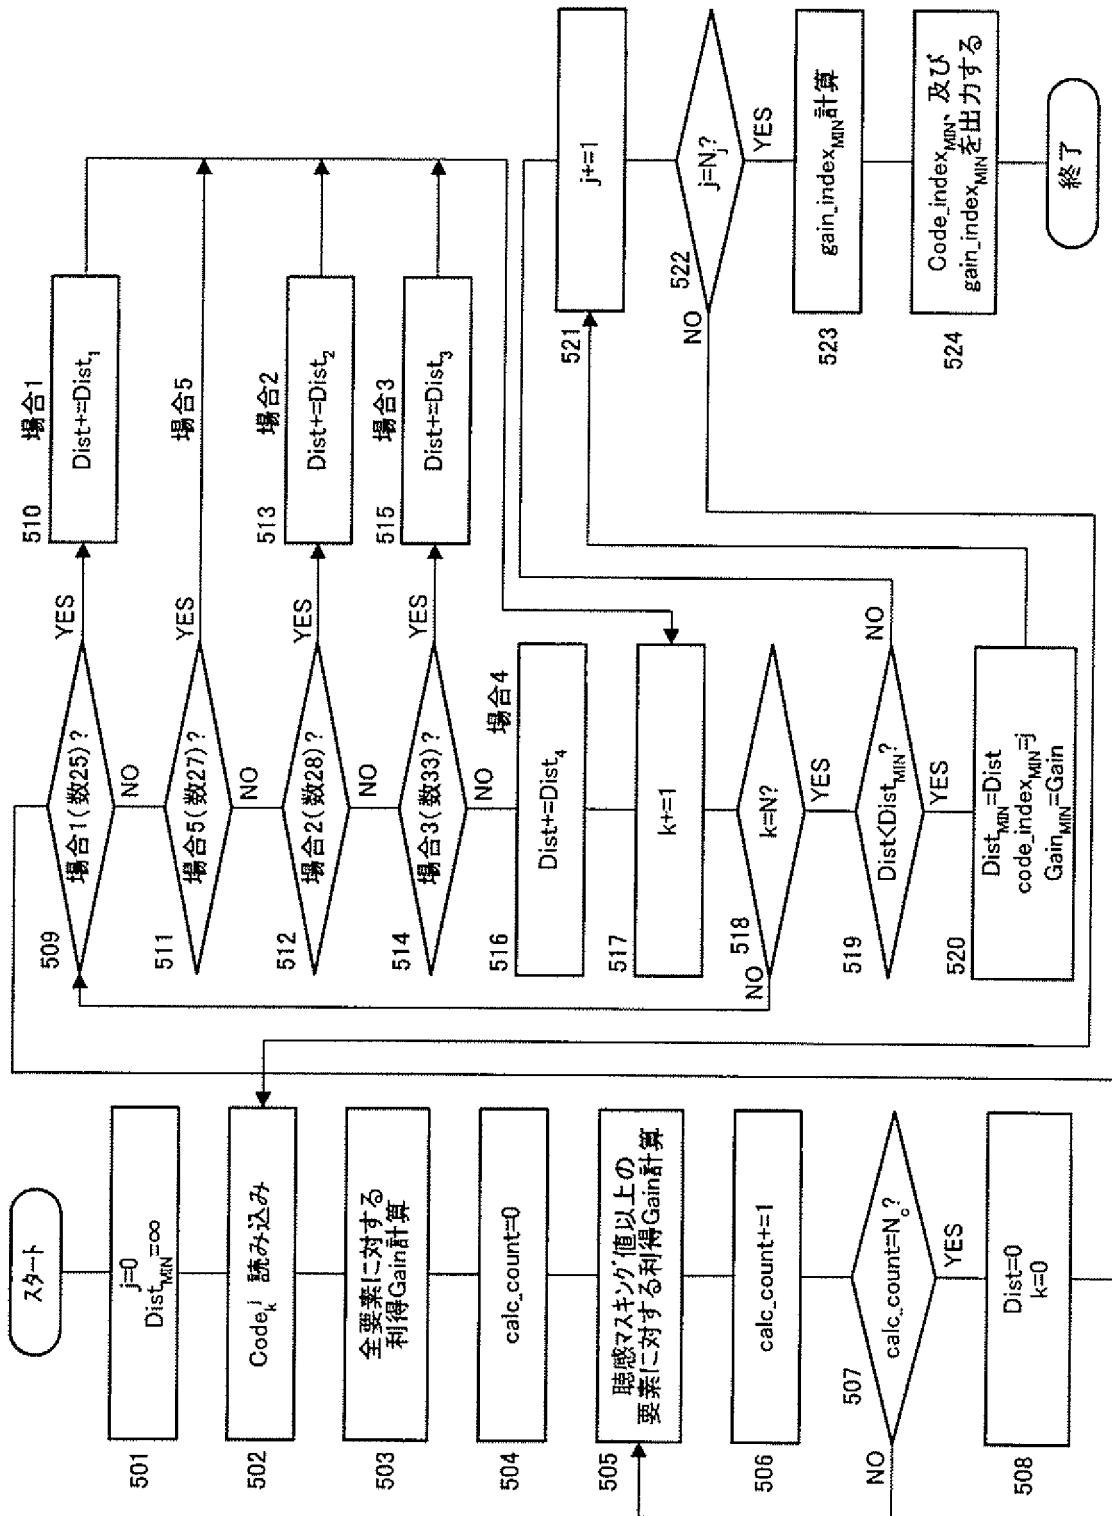 スタート
501
j=0
Dist_MIN=∞
502
Code_k^j 読み込み
503
全要素に対する
利得Gain計算
504
calc_count=0
505
聴感マスキング値以上の
要素に対する利得Gain計算
506
calc_count+=1
507
calc_count=N_c?
NO
YES
508
Dist=0
k=0
509
場合1(数25)?
YES
NO
510
場合1
Dist+=Dist_1
511
場合5(数27)?
YES
場合5
NO
512
場合2(数28)?
YES
NO
513
場合2
Dist+=Dist_2
514
場合3(数33)?
YES
NO
515
場合3
Dist+=Dist_3
516
場合4
Dist+=Dist_4
517
k+=1
518
k=N?
NO
YES
519
Dist<Dist_MIN?
NO
YES
520
Dist_MIN=Dist
code_index_MIN=j
Gain_MIN=Gain
521
j+=1
522
j=N_j?
NO
YES
523
gain_index_MIN計算
524
Code_index_MIN、及び
gain_index_MINを出力する
終了